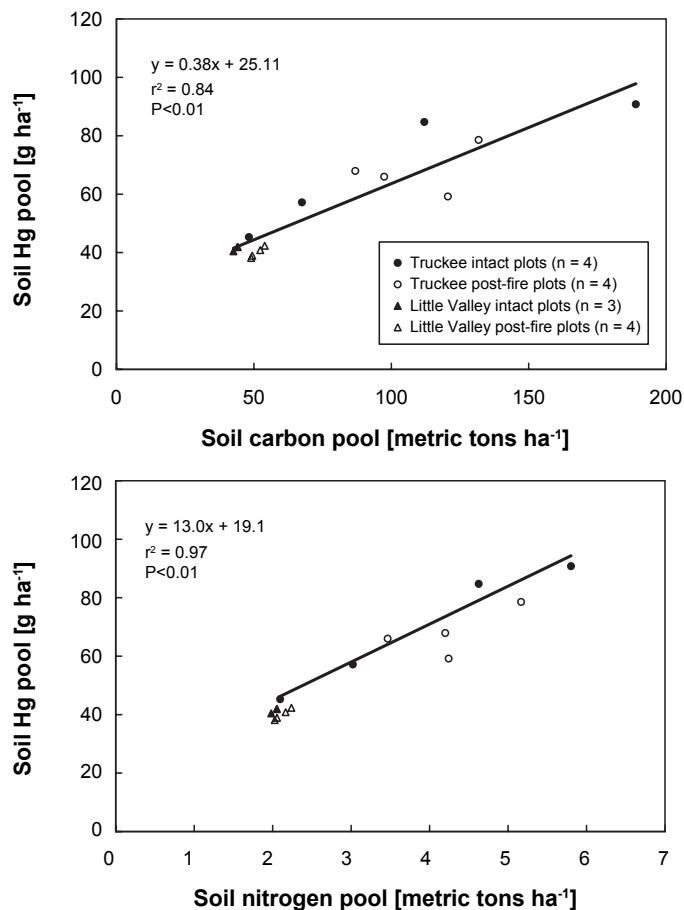 120
100
80
60
40
20
0
Soil Hg pool [g ha⁻¹]
y = 0.38x + 25.11
r² = 0.84
P<0.01
Truckee intact plots (n = 4)
Truckee post-fire plots (n = 4)
Little Valley intact plots (n = 3)
Little Valley post-fire plots (n = 4)
0 50 100 150 200
Soil carbon pool [metric tons ha⁻¹]
120
100
80
60
40
20
0
Soil Hg pool [g ha⁻¹]
y = 13.0x + 19.1
r² = 0.97
P<0.01
0 1 2 3 4 5 6 7
Soil nitrogen pool [metric tons ha⁻¹]